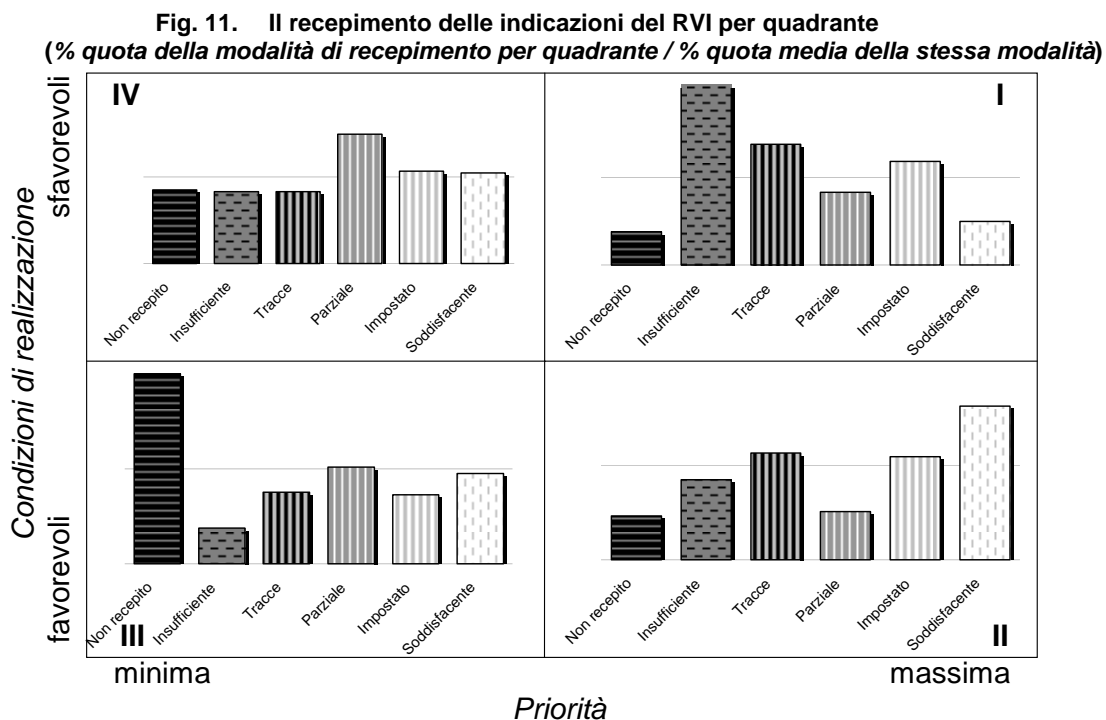 Fig. 11. Il recepimento delle indicazioni del RVI per quadrante
(% quota della modalità di recepimento per quadrante / % quota media della stessa modalità)
Condizioni di realizzazione
sfavorevoli
favorevoli
IV
Non recepito
Insufficiente
Tracce
Parziale
Impostato
Soddisfacente
I
Non recepito
Insufficiente
Tracce
Parziale
Impostato
Soddisfacente
Non recepito
Insufficiente
Tracce
Parziale
Impostato
Soddisfacente
III
Non recepito
Insufficiente
Tracce
Parziale
Impostato
Soddisfacente
II
minima
massima
Priorità